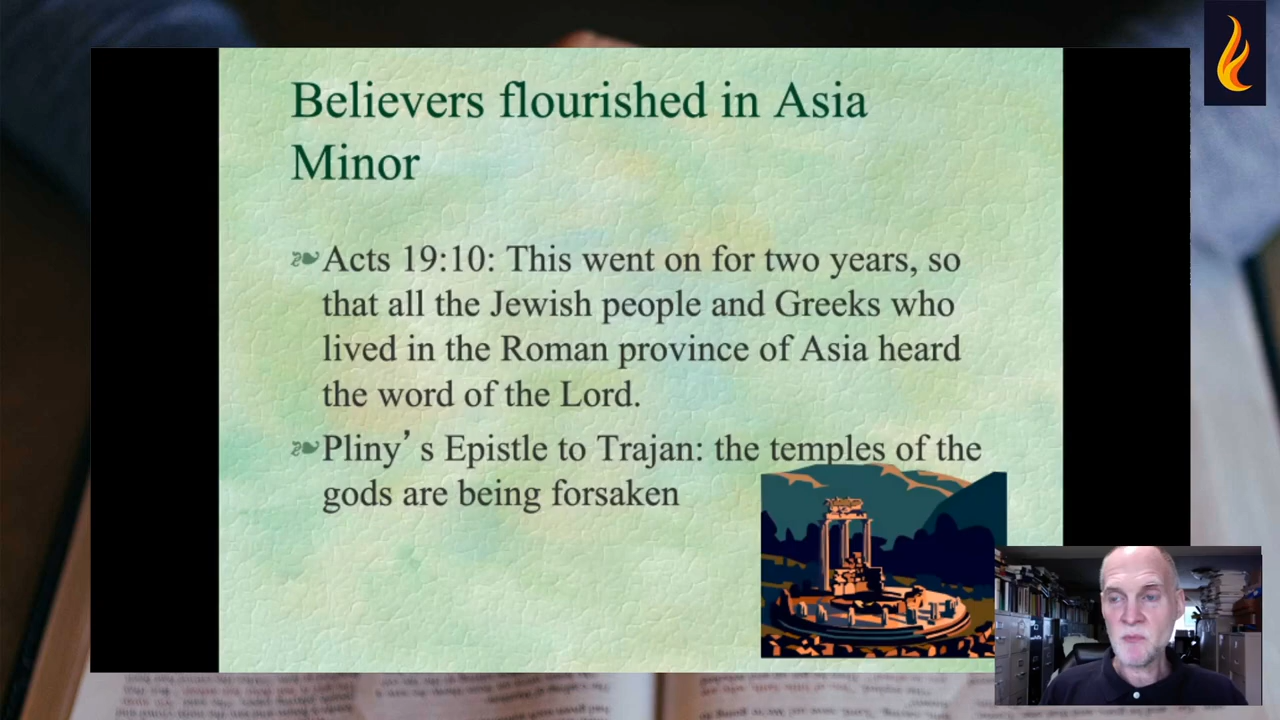 Believers flourished in Asia
Minor
Acts 19:10: This went on for two years, so
that all the Jewish people and Greeks who
lived in the Roman province of Asia heard
the word of the Lord.
Pliny’s Epistle to Trajan: the temples of the
gods are being forsaken